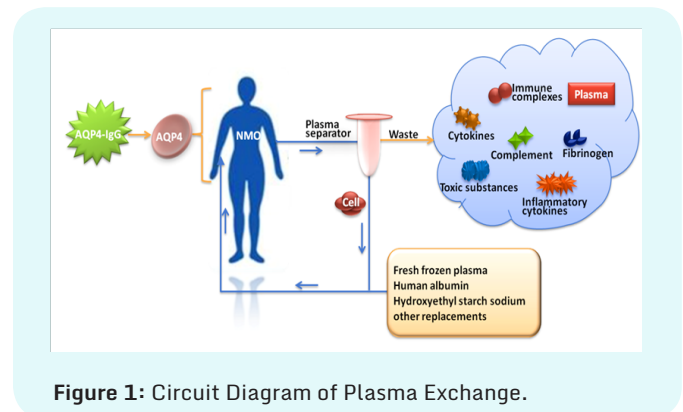 AQP4-IgG
AQP4
NMO
Plasma
separator
Waste
Cell
Immune
complexes
Plasma
Cytokines
Complement
Fibrinogen
Toxic substances
Inflammatory
cytokines
Fresh frozen plasma
Human albumin
Hydroxyethyl starch sodium
other replacements
Figure 1: Circuit Diagram of Plasma Exchange.